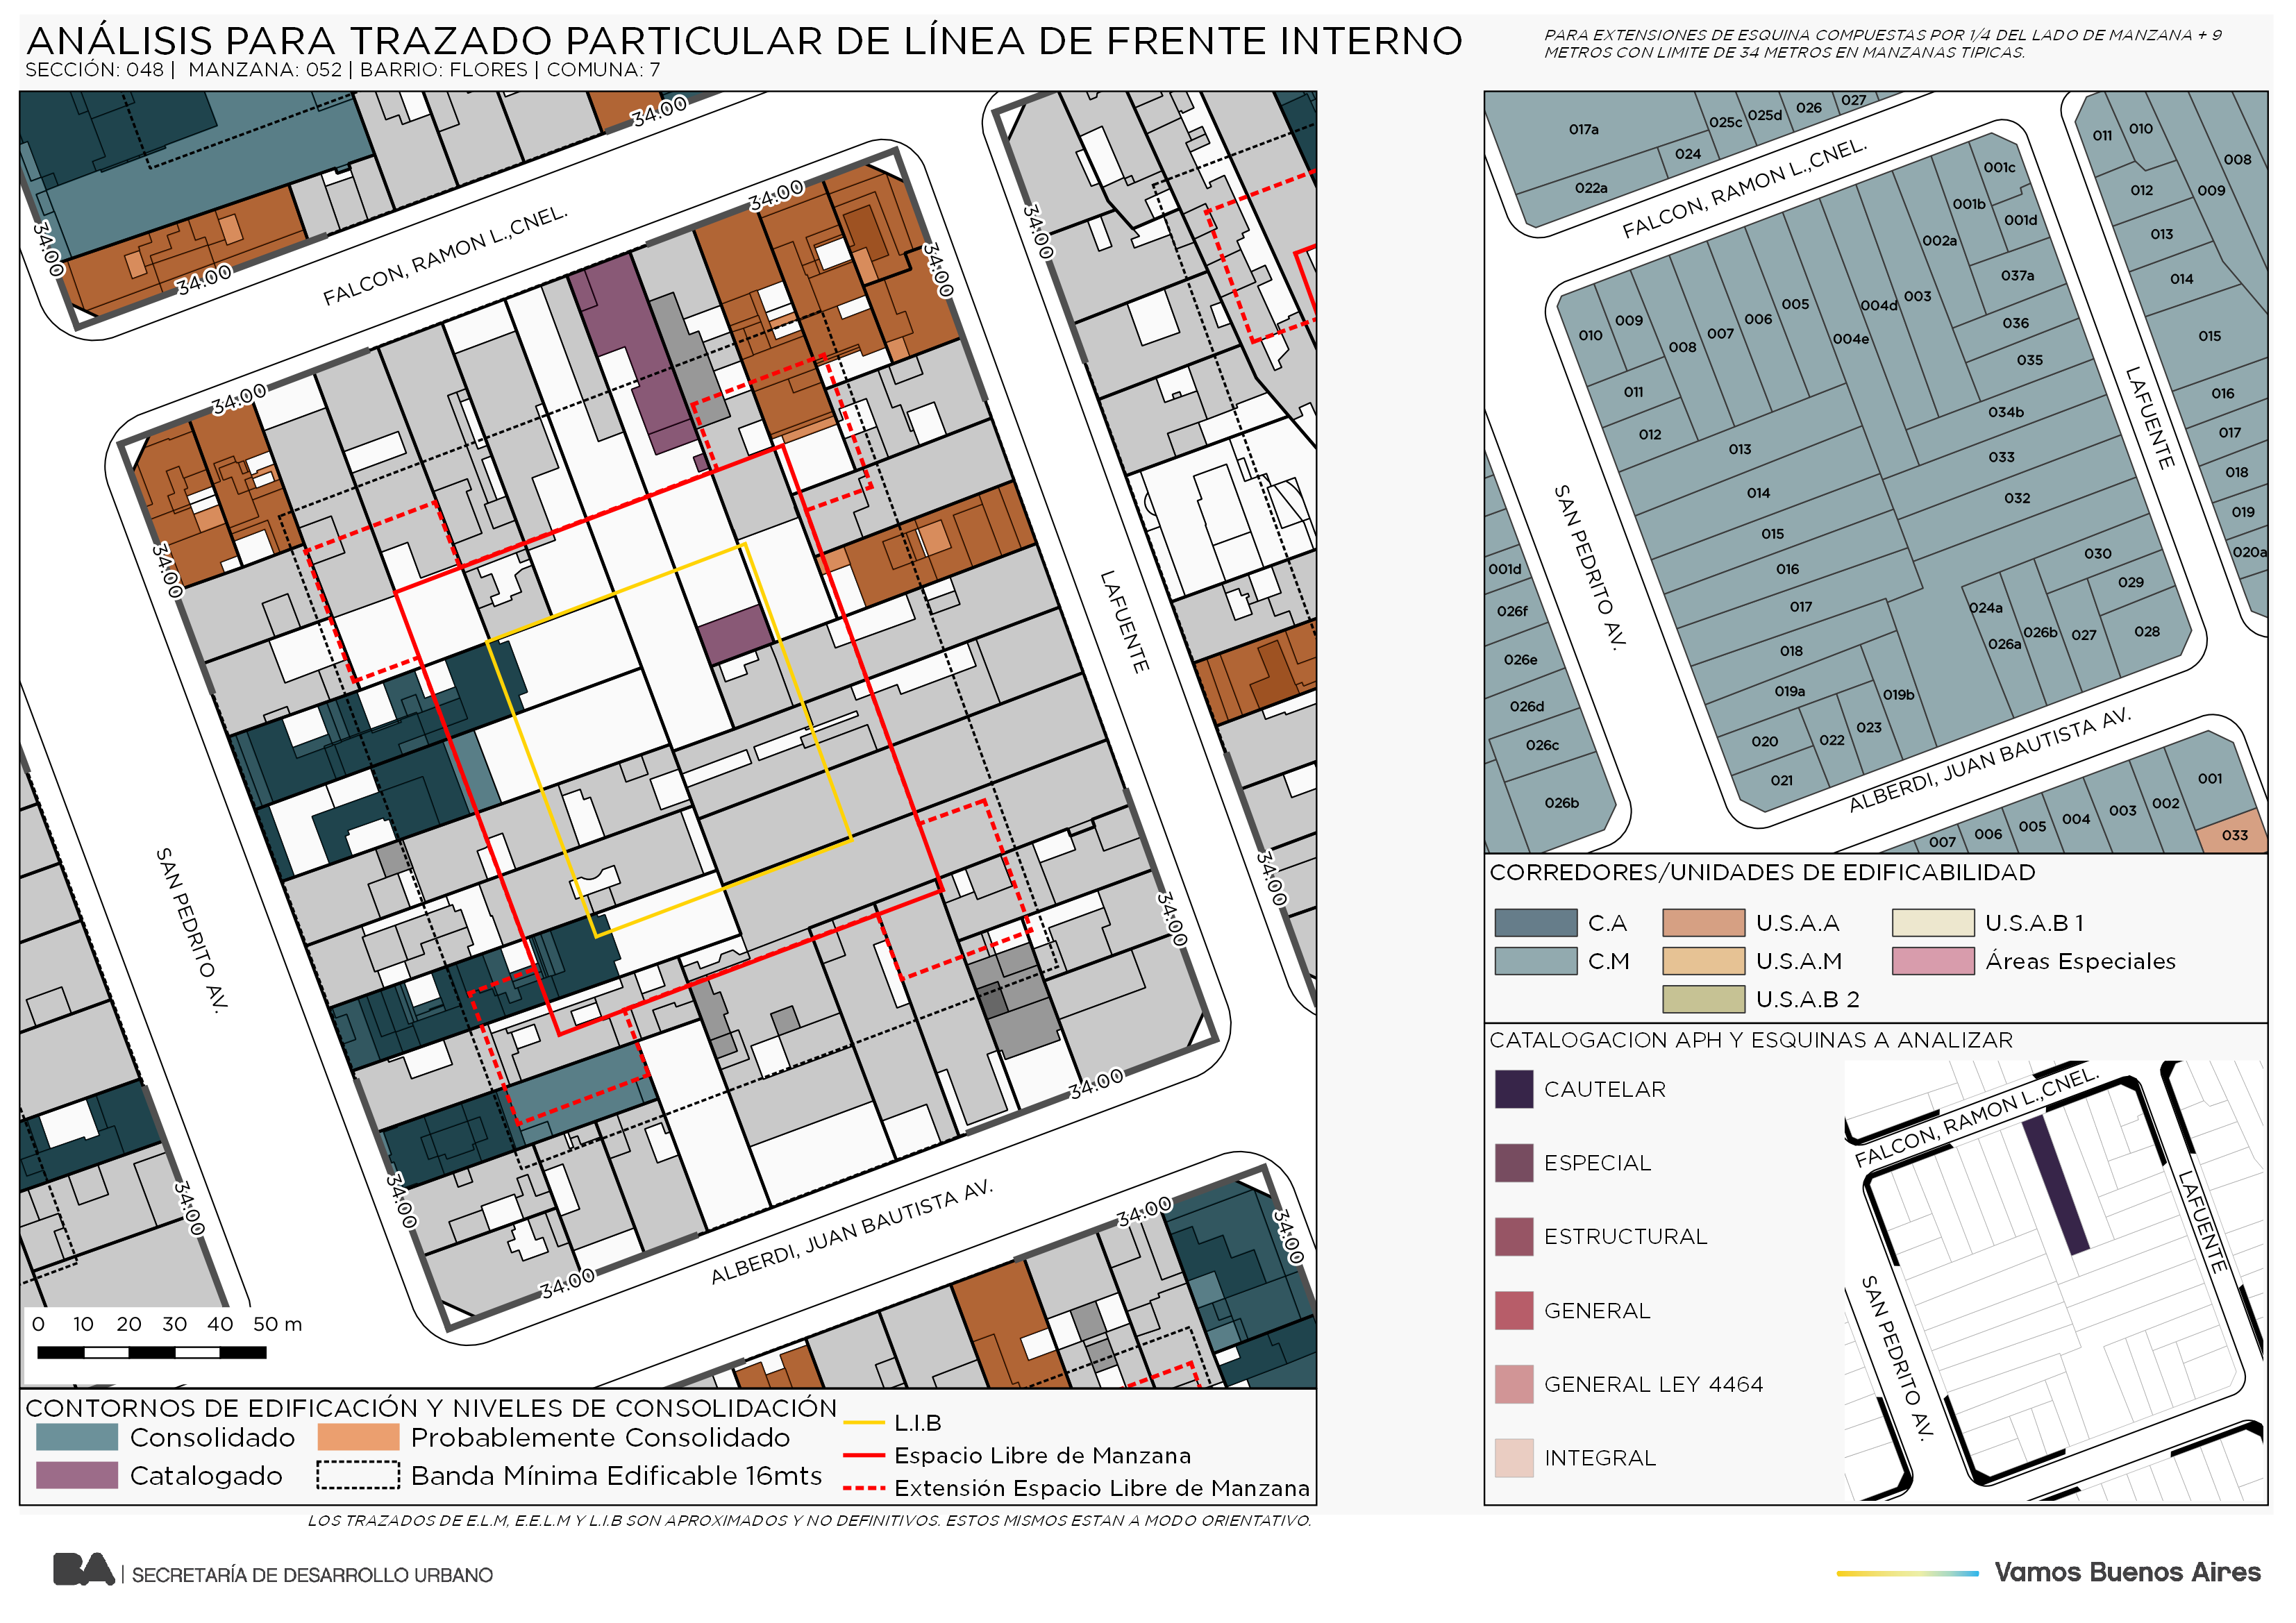 ANÁLISIS PARA TRAZADO PARTICULAR DE LÍNEA DE FRENTE INTERNO
SECCIÓN: 048 | MANZANA: 052 | BARRIO: FLORES | COMUNA: 7
PARA EXTENSIONES DE ESQUINA COMPUESTAS POR 1/4 DEL LADO DE MANZANA + 9
METROS CON LIMITE DE 34 METROS EN MANZANAS TIPICAS.
34.00
34.00
34.00
34.00
34.00
34.00
34.00
34.00
FALCON, RAMON L.,CNEL.
LAFUENTE
SAN PEDRITO AV.
ALBERDI, JUAN BAUTISTA AV.
34.00
34.00
34.00
34.00
34.00
34.00
34.00
34.00
0 10 20 30 40 50 m
CONTORNOS DE EDIFICACIÓN Y NIVELES DE CONSOLIDACIÓN
Consolidado
Probablemente Consolidado
Catalogado
Banda Mínima Edificable 16mts
L.I.B
Espacio Libre de Manzana
Extensión Espacio Libre de Manzana
LOS TRAZADOS DE E.L.M, E.E.L.M Y L.I.B SON APROXIMADOS Y NO DEFINITIVOS. ESTOS MISMOS ESTAN A MODO ORIENTATIVO.
017a
025c
025d
026
027
024
022a
011
010
008
012
009
013
014
015
016
017
018
019
020a
FALCON, RAMON L.,CNEL.
001c
001b
001d
002a
037a
003
004d
036
004e
035
005
006
007
008
009
010
011
012
034b
013
033
014
032
015
016
030
017
029
024a
026b
027
028
026a
018
019a
019b
023
022
020
021
SAN PEDRITO AV.
LAFUENTE
ALBERDI, JUAN BAUTISTA AV.
001d
026f
026e
026d
026c
026b
001
002
003
004
005
006
007
033
CORREDORES/UNIDADES DE EDIFICABILIDAD
C.A
U.S.A.A
U.S.A.B 1
C.M
U.S.A.M
Áreas Especiales
U.S.A.B 2
CATALOGACION APH Y ESQUINAS A ANALIZAR
CAUTELAR
ESPECIAL
ESTRUCTURAL
GENERAL
GENERAL LEY 4464
INTEGRAL
FALCON, RAMON L.,CNEL.
LAFUENTE
SAN PEDRITO AV.
BA | SECRETARÍA DE DESARROLLO URBANO
Vamos Buenos Aires